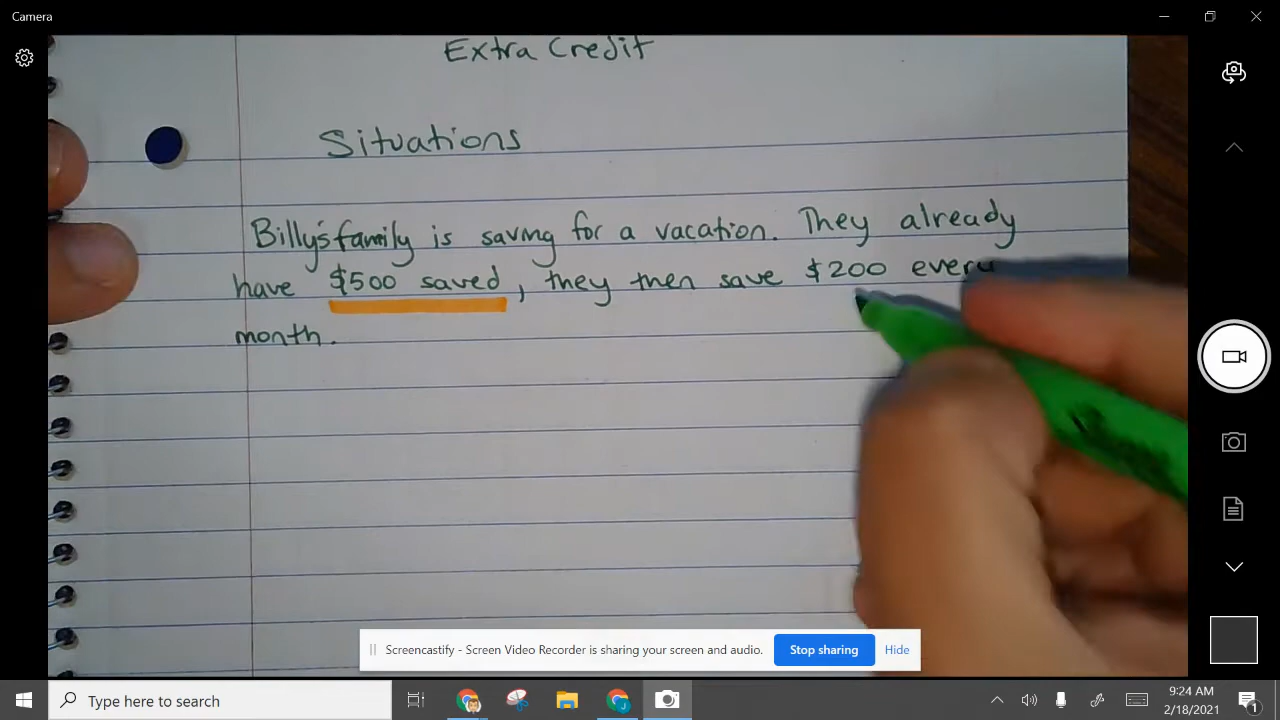 Camera
Extra Credit
Situations
Billy's family is saving for a vacation. They already
have $500 saved, they then save $200 every
month.
Screencastify - Screen Video Recorder is sharing your screen and audio.
Stop sharing
Hide
Type here to search
9:24 AM
2/18/2021
1